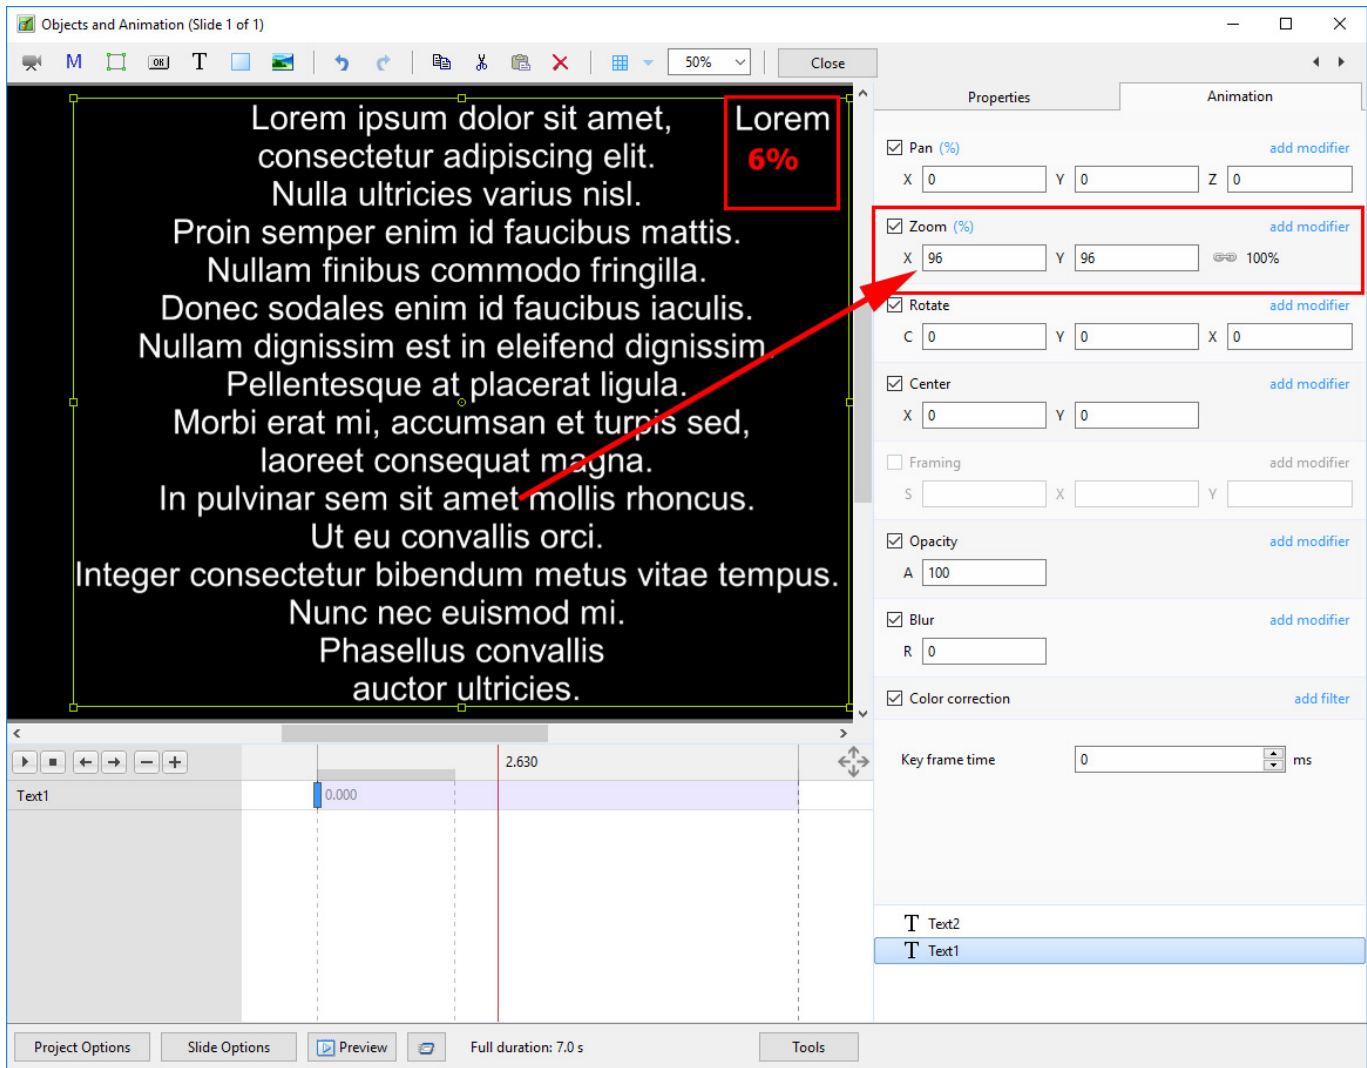 Objects and Animation (Slide 1 of 1)
M OK T 50% Close
Properties Animation
Lorem ipsum dolor sit amet,
consectetur adipiscing elit.
Nulla ultricies varius nisl.
Proin semper enim id faucibus mattis.
Nullam finibus commodo fringilla.
Donec sodales enim id faucibus iaculis.
Nullam dignissim est in eleifend dignissim.
Pellentesque at placerat ligula.
Morbi erat mi, accumsan et turpis sed,
laoreet consequat magna.
In pulvinar sem sit amet mollis rhoncus.
Ut eu convallis orci.
Integer consectetur bibendum metus vitae tempus.
Nunc nec euismod mi.
Phasellus convallis
auctor ultricies.
Lorem
6%
Pan (%) add modifier
X 0 Y 0 Z 0
Zoom (%) add modifier
X 96 Y 96 100%
Rotate add modifier
C 0 Y 0 X 0
Center add modifier
X 0 Y 0
Framing add modifier
S X Y
Opacity add modifier
A 100
Blur add modifier
R 0
Color correction add filter
Key frame time 0 ms
2.630
Text1 0.000
T Text2
T Text1
Project Options Slide Options Preview Full duration: 7.0 s Tools